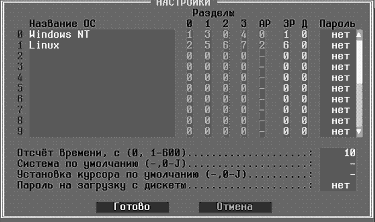 НАСТРОЙКИ
Разделы
Название ОС 0 1 2 3 АР ЗР Д Пароль
0 Windows NT 1 3 0 4 0 1 0 нет
1 Linux 2 5 6 7 2 6 0 нет
2 0 0 0 0 – 0 0 нет
3 0 0 0 0 – 0 0 нет
4 0 0 0 0 – 0 0 нет
5 0 0 0 0 – 0 0 нет
6 0 0 0 0 – 0 0 нет
7 0 0 0 0 – 0 0 нет
8 0 0 0 0 – 0 0 нет
9 0 0 0 0 – 0 0 нет
Отсчёт времени, с (0, 1-600)..................: 10
Система по умолчанию (-,0-J)..................: –
Установка курсора по умолчанию (-,0-J)........: –
Пароль на загрузку с дискеты..................: нет
Готово Отмена